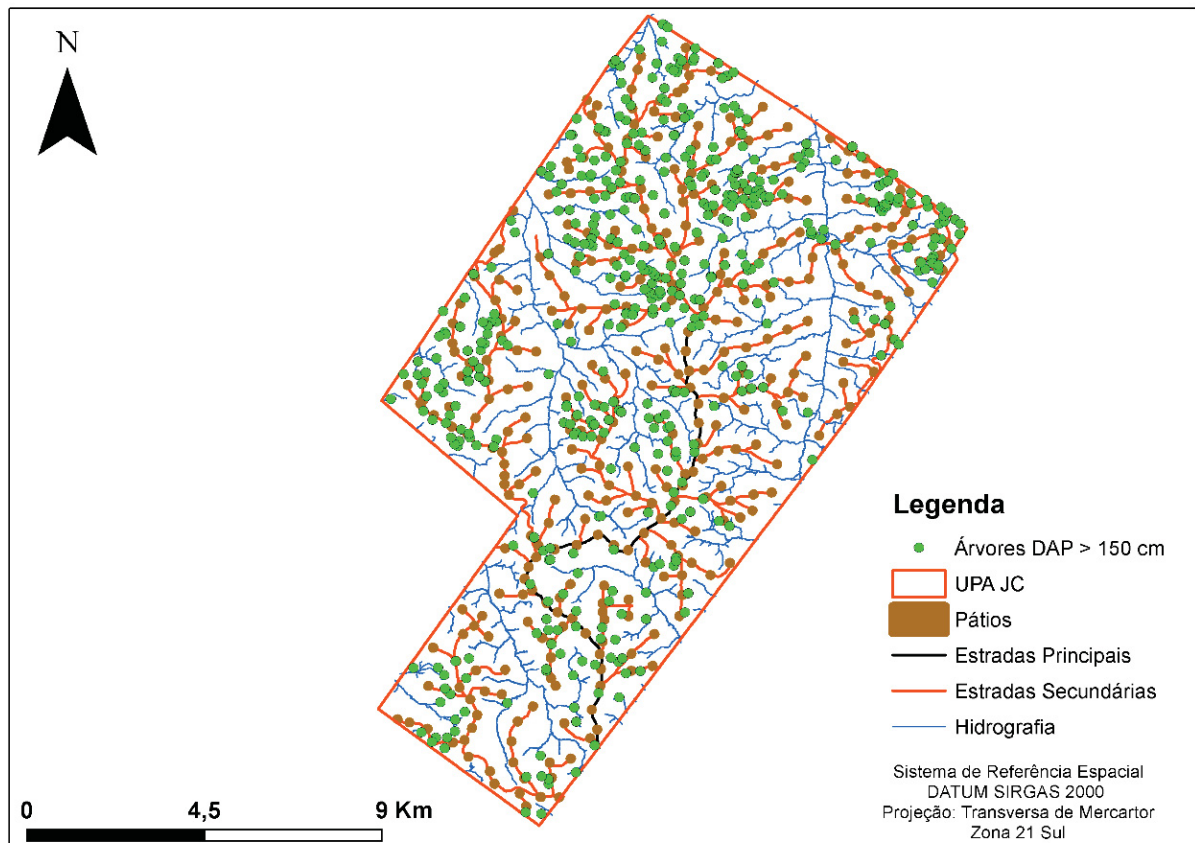 N
Legenda
Árvores DAP > 150 cm
UPA JC
Pátios
Estradas Principais
Estradas Secundárias
Hidrografia
Sistema de Referência Espacial
DATUM SIRGAS 2000
Projeção: Transversa de Mercartor
Zona 21 Sul
0 4,5 9 Km